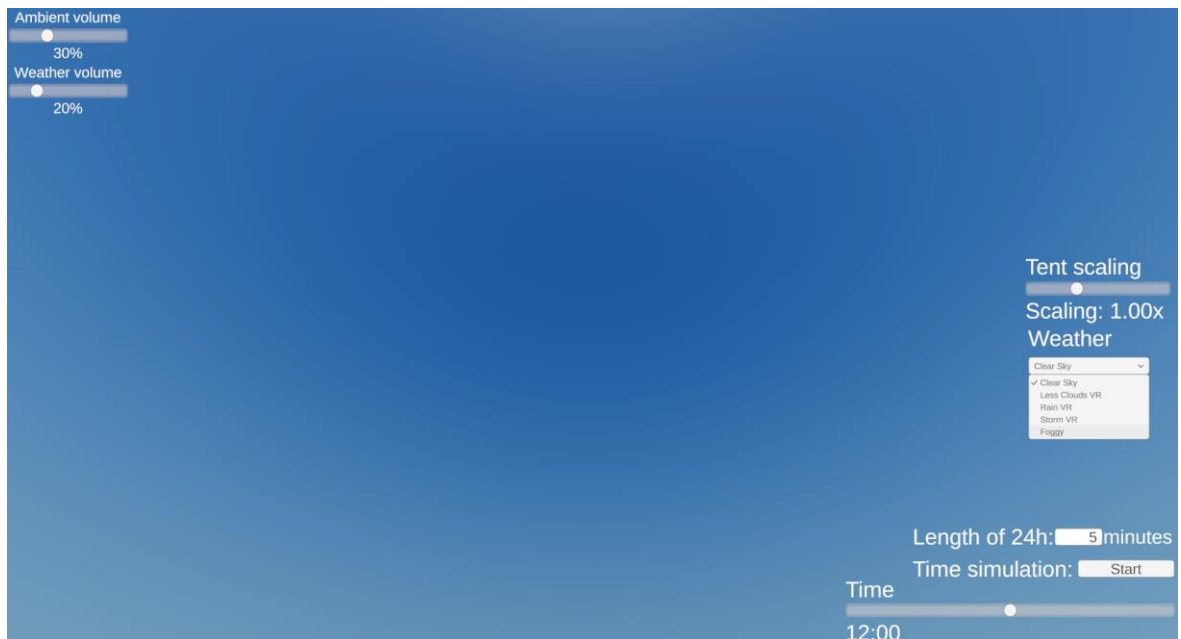 Ambient volume
30%
Weather volume
20%
Tent scaling
Scaling: 1.00x
Weather
Clear Sky
Clear Sky
Less Clouds VR
Rain VR
Storm VR
Foggy
Length of 24h: 5 minutes
Time simulation: Start
Time
12:00